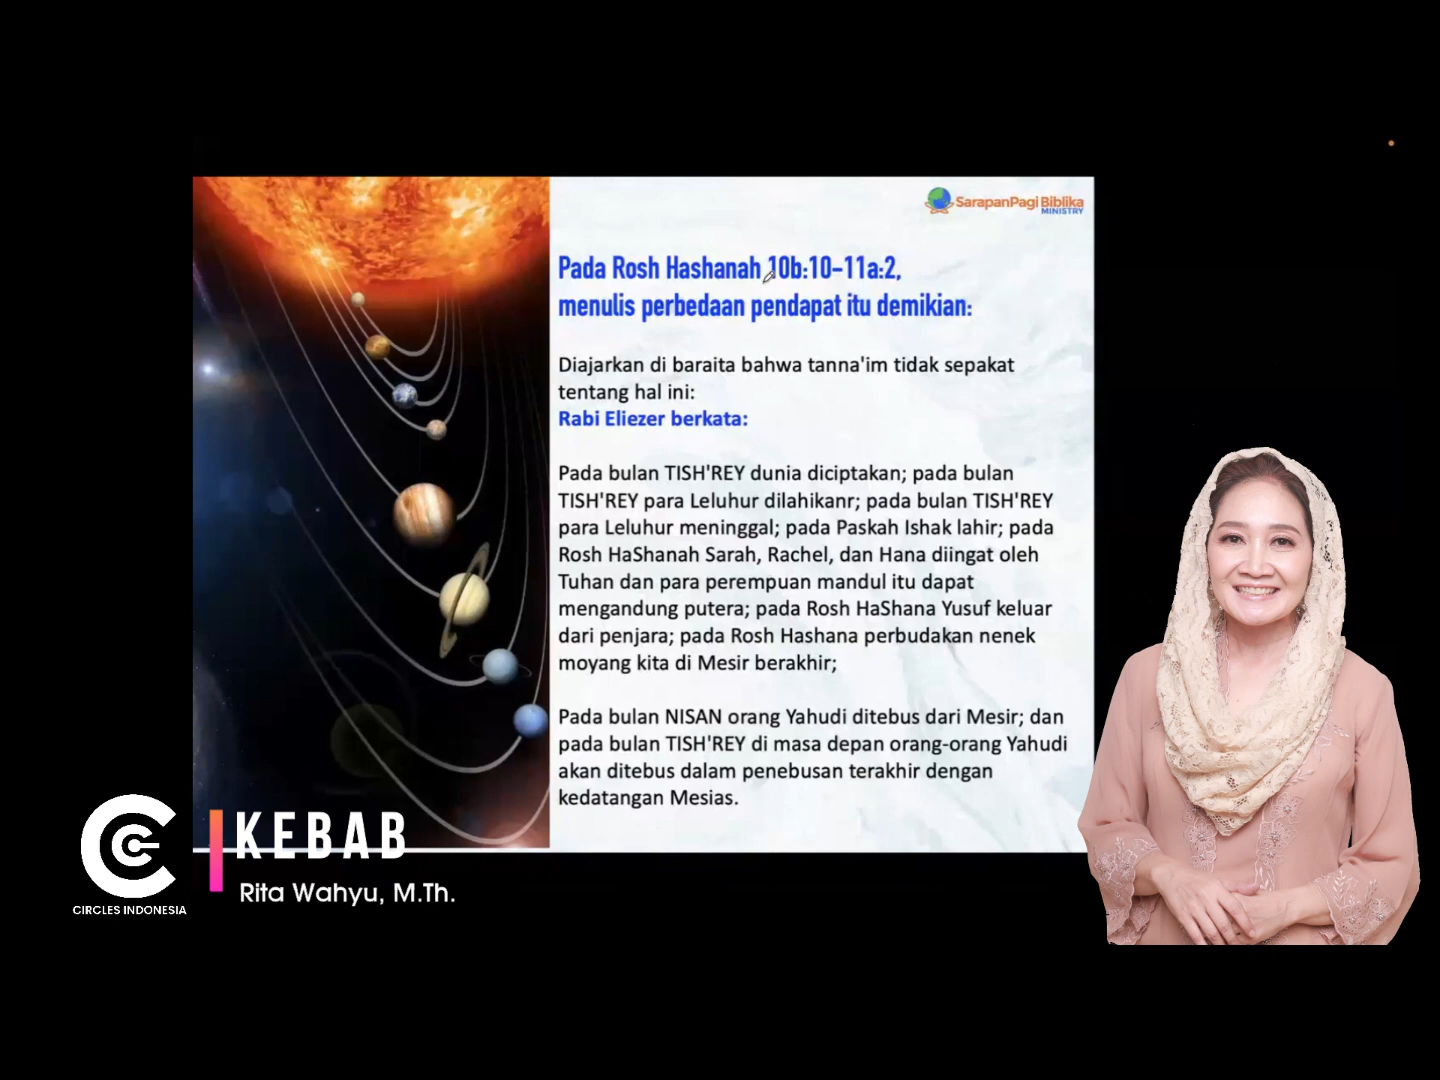 SarapanPagi Biblika
MINISTRY
Pada Rosh Hashanah 10b:10-11a:2,
menulis perbedaan pendapat itu demikian:
Diajarkan di baraita bahwa tanna'im tidak sepakat
tentang hal ini:
Rabi Eliezer berkata:
Pada bulan TISH'REY dunia diciptakan; pada bulan
TISH'REY para Leluhur dilahikanr; pada bulan TISH'REY
para Leluhur meninggal; pada Paskah Ishak lahir; pada
Rosh HaShanah Sarah, Rachel, dan Hana diingat oleh
Tuhan dan para perempuan mandul itu dapat
mengandung putera; pada Rosh HaShana Yusuf keluar
dari penjara; pada Rosh Hashana perbudakan nenek
moyang kita di Mesir berakhir;
Pada bulan NISAN orang Yahudi ditebus dari Mesir; dan
pada bulan TISH'REY di masa depan orang-orang Yahudi
akan ditebus dalam penebusan terakhir dengan
kedatangan Mesias.
KEBAB
Rita Wahyu, M.Th.
CIRCLES INDONESIA